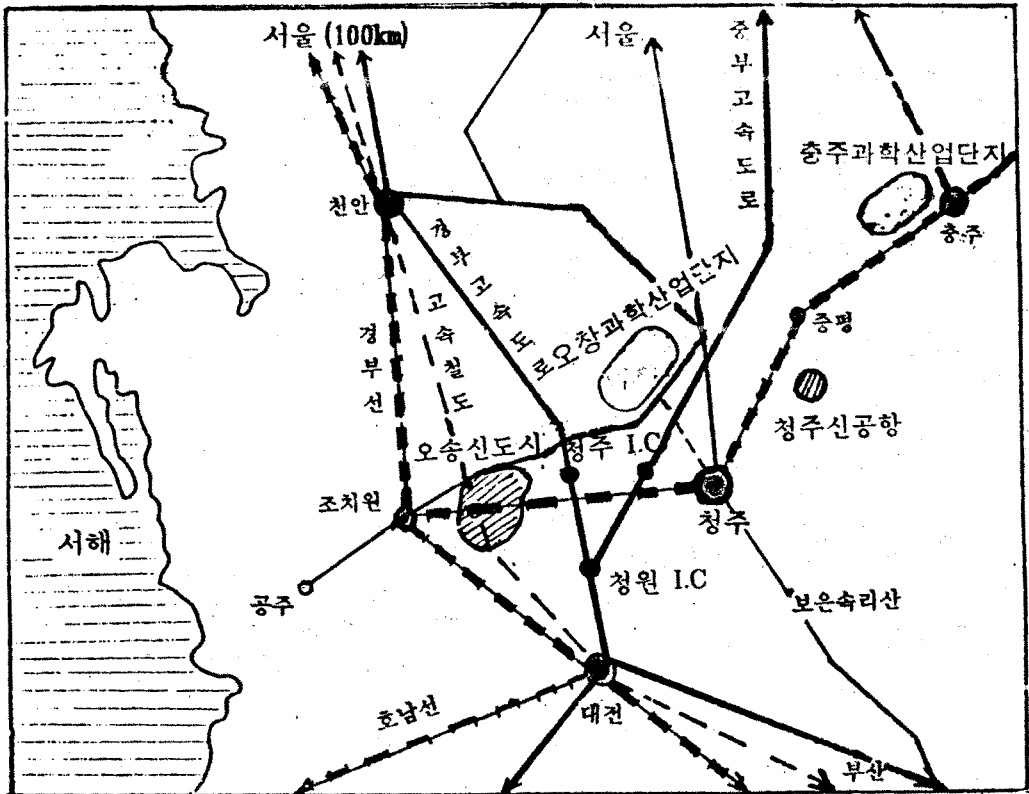 서울 (100km)
서울
중부고속도로
충주과학산업단지
천안
충주
경부고속도로
오창과학산업단지
고속철도
경부선
증평
청주신공항
오송신도시
청주 I.C
조치원
청주
서해
청원 I.C
공주
보은속리산
호남선
대전
부산